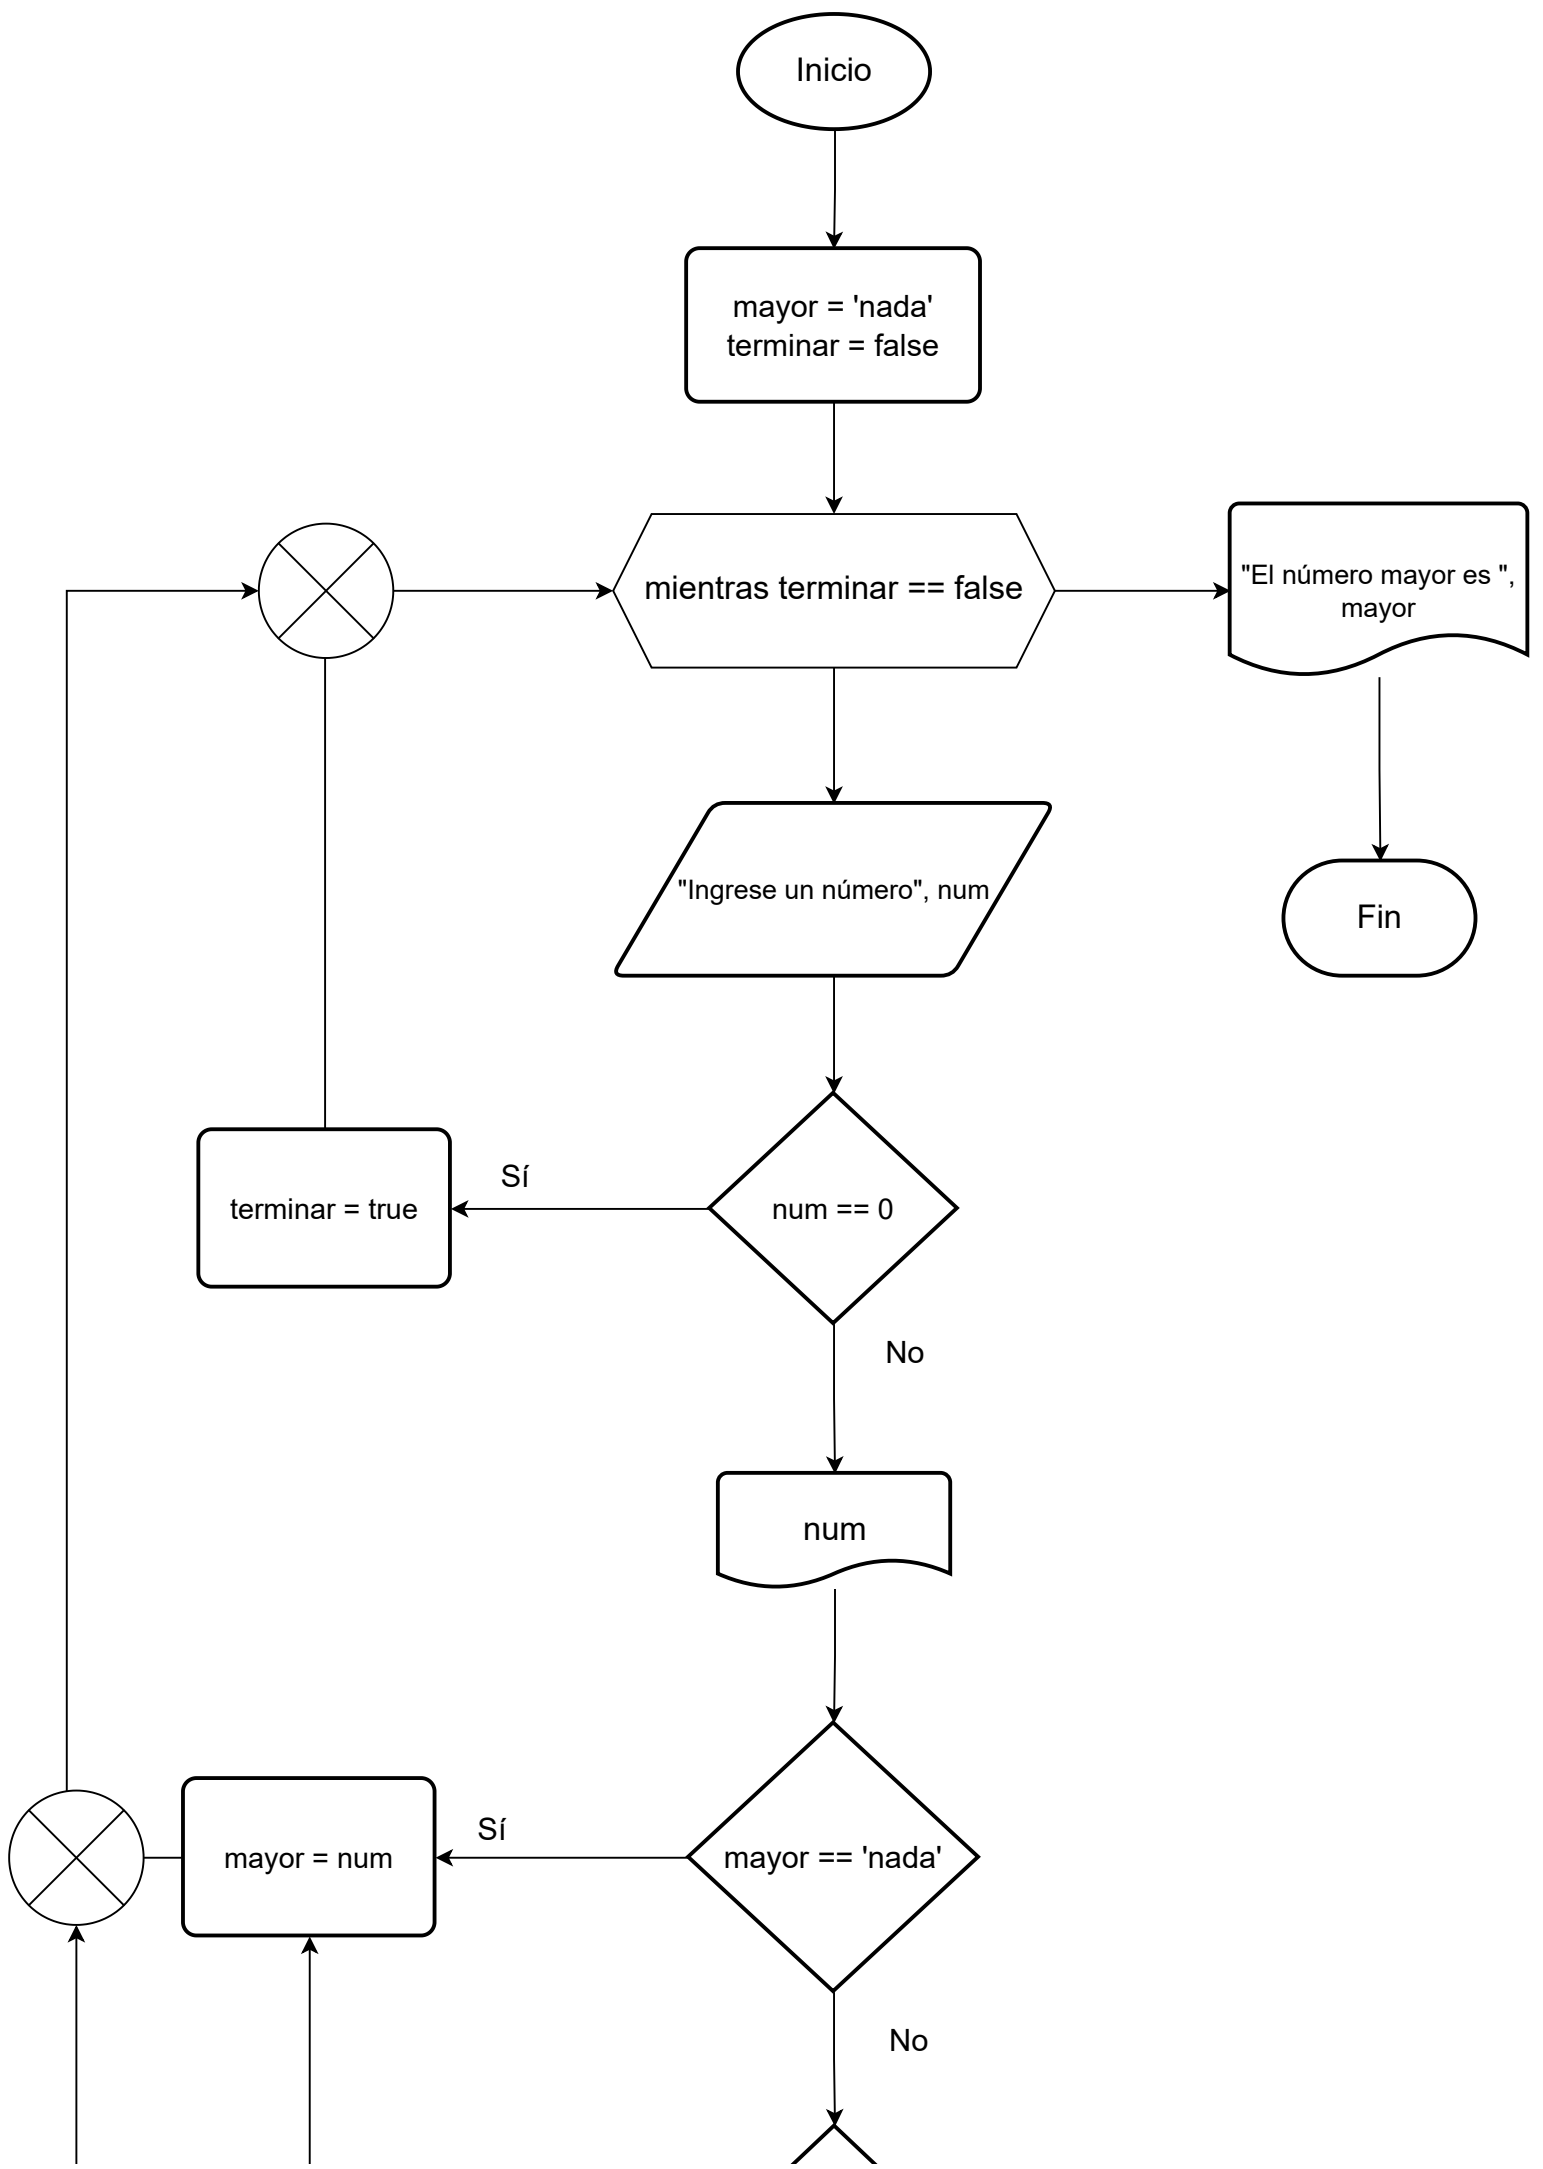 Inicio
mayor = 'nada'
terminar = false
mientras terminar == false
"El número mayor es ",
mayor
"Ingrese un número", num
Fin
Sí
terminar = true
num == 0
No
num
Sí
mayor = num
mayor == 'nada'
No